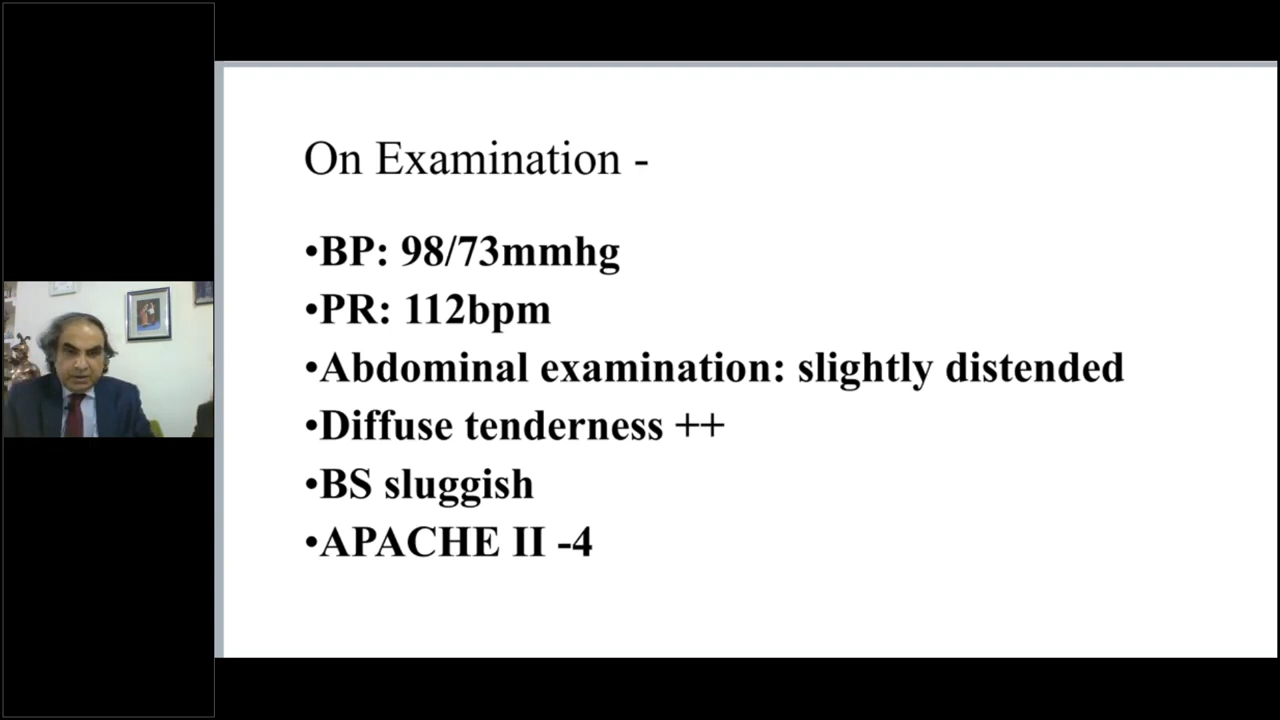 On Examination -
•BP: 98/73mmhg
•PR: 112bpm
•Abdominal examination: slightly distended
•Diffuse tenderness ++
•BS sluggish
•APACHE II -4